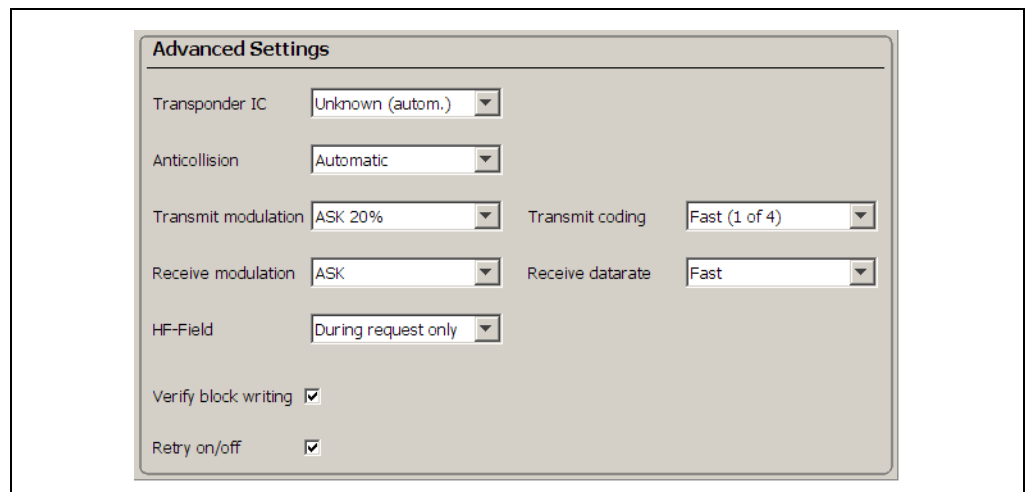 Advanced Settings
Transponder IC Unknown (autom.)
Anticollision Automatic
Transmit modulation ASK 20% Transmit coding Fast (1 of 4)
Receive modulation ASK Receive datarate Fast
HF-Field During request only
Verify block writing
Retry on/off